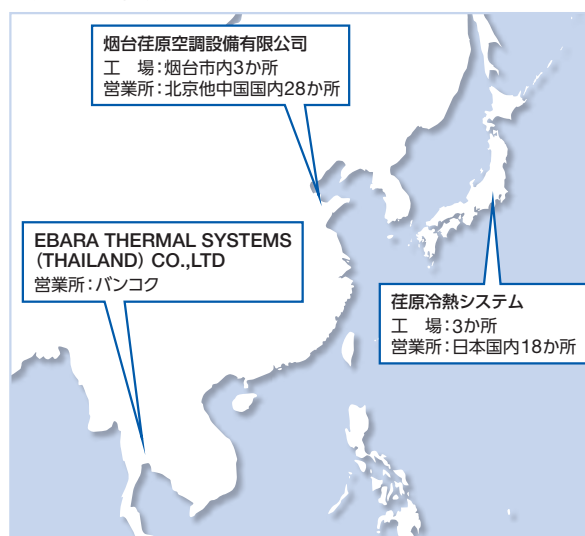 烟台荏原空調設備有限公司
工　場：烟台市内3か所
営業所：北京他中国国内28か所
EBARA THERMAL SYSTEMS
(THAILAND) CO.,LTD
営業所：バンコク
荏原冷熱システム
工　場：3か所
営業所：日本国内18か所